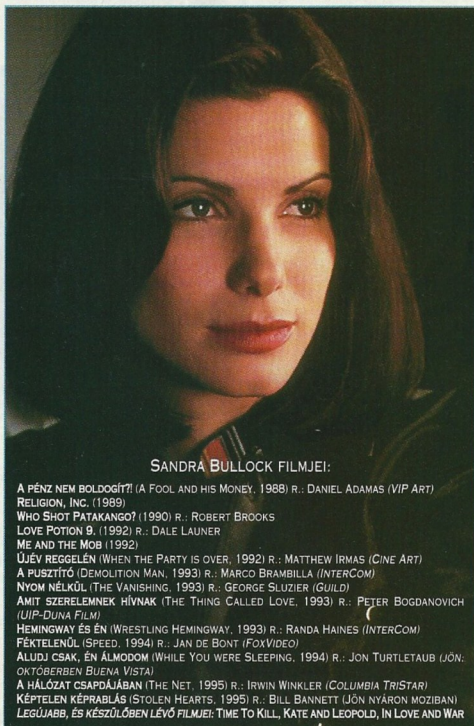 SANDRA BULLOCK FILMJEI:
A PÉNZ NEM BOLDOGÍT?! (A FOOL AND HIS MONEY, 1988) R.: DANIEL ADAMAS (VIP ART)
RELIGION, INC. (1989)
WHO SHOT PATAKANGO? (1990) R.: ROBERT BROOKS
LOVE POTION 9. (1992) R.: DALE LAUNER
ME AND THE MOB (1992)
ÚJÉV REGGELÉN (WHEN THE PARTY IS OVER, 1992) R.: MATTHEW IRMAS (CINE ART)
A PUSZTÍTÓ (DEMOLITION MAN, 1993) R.: MARCO BRAMBILLA (INTERCOM)
NYOM NÉLKÜL (THE VANISHING, 1993) R.: GEORGE SLUZIER (GUILD)
AMIT SZERELEMNEK HÍVNAK (THE THING CALLED LOVE, 1993) R.: PETER BOGDANOVICH
(UIP-DUNA FILM)
HEMINGWAY ÉS ÉN (WRESTLING HEMINGWAY, 1993) R.: RANDA HAINES (INTERCOM)
FÉKTELENÜL (SPEED, 1994) R.: JAN DE BONT (FOXVIDEO)
ALUDJ CSAK, ÉN ÁLMODOM (WHILE YOU WERE SLEEPING, 1994) R.: JON TURTLETAUB (JÖN:
OKTÓBERBEN BUENA VISTA)
A HÁLÓZAT CSAPDÁJÁBAN (THE NET, 1995) R.: IRWIN WINKLER (COLUMBIA TRISTAR)
KÉPTELEN KÉPRABLÁS (STOLEN HEARTS, 1995) R.: BILL BANNETT (JÖN NYÁRON MOZIBAN)
LEGÚJABB, ÉS KÉSZÜLŐBEN LÉVŐ FILMJEI: TIME TO KILL, KATE AND LEOPOLD, IN LOVE AND WAR